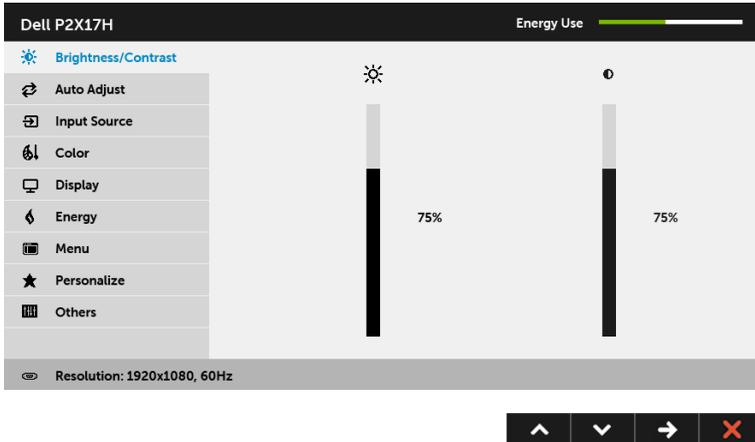 Dell P2X17H
Energy Use
Brightness/Contrast
Auto Adjust
Input Source
Color
Display
Energy
Menu
Personalize
Others
75%
75%
Resolution: 1920x1080, 60Hz